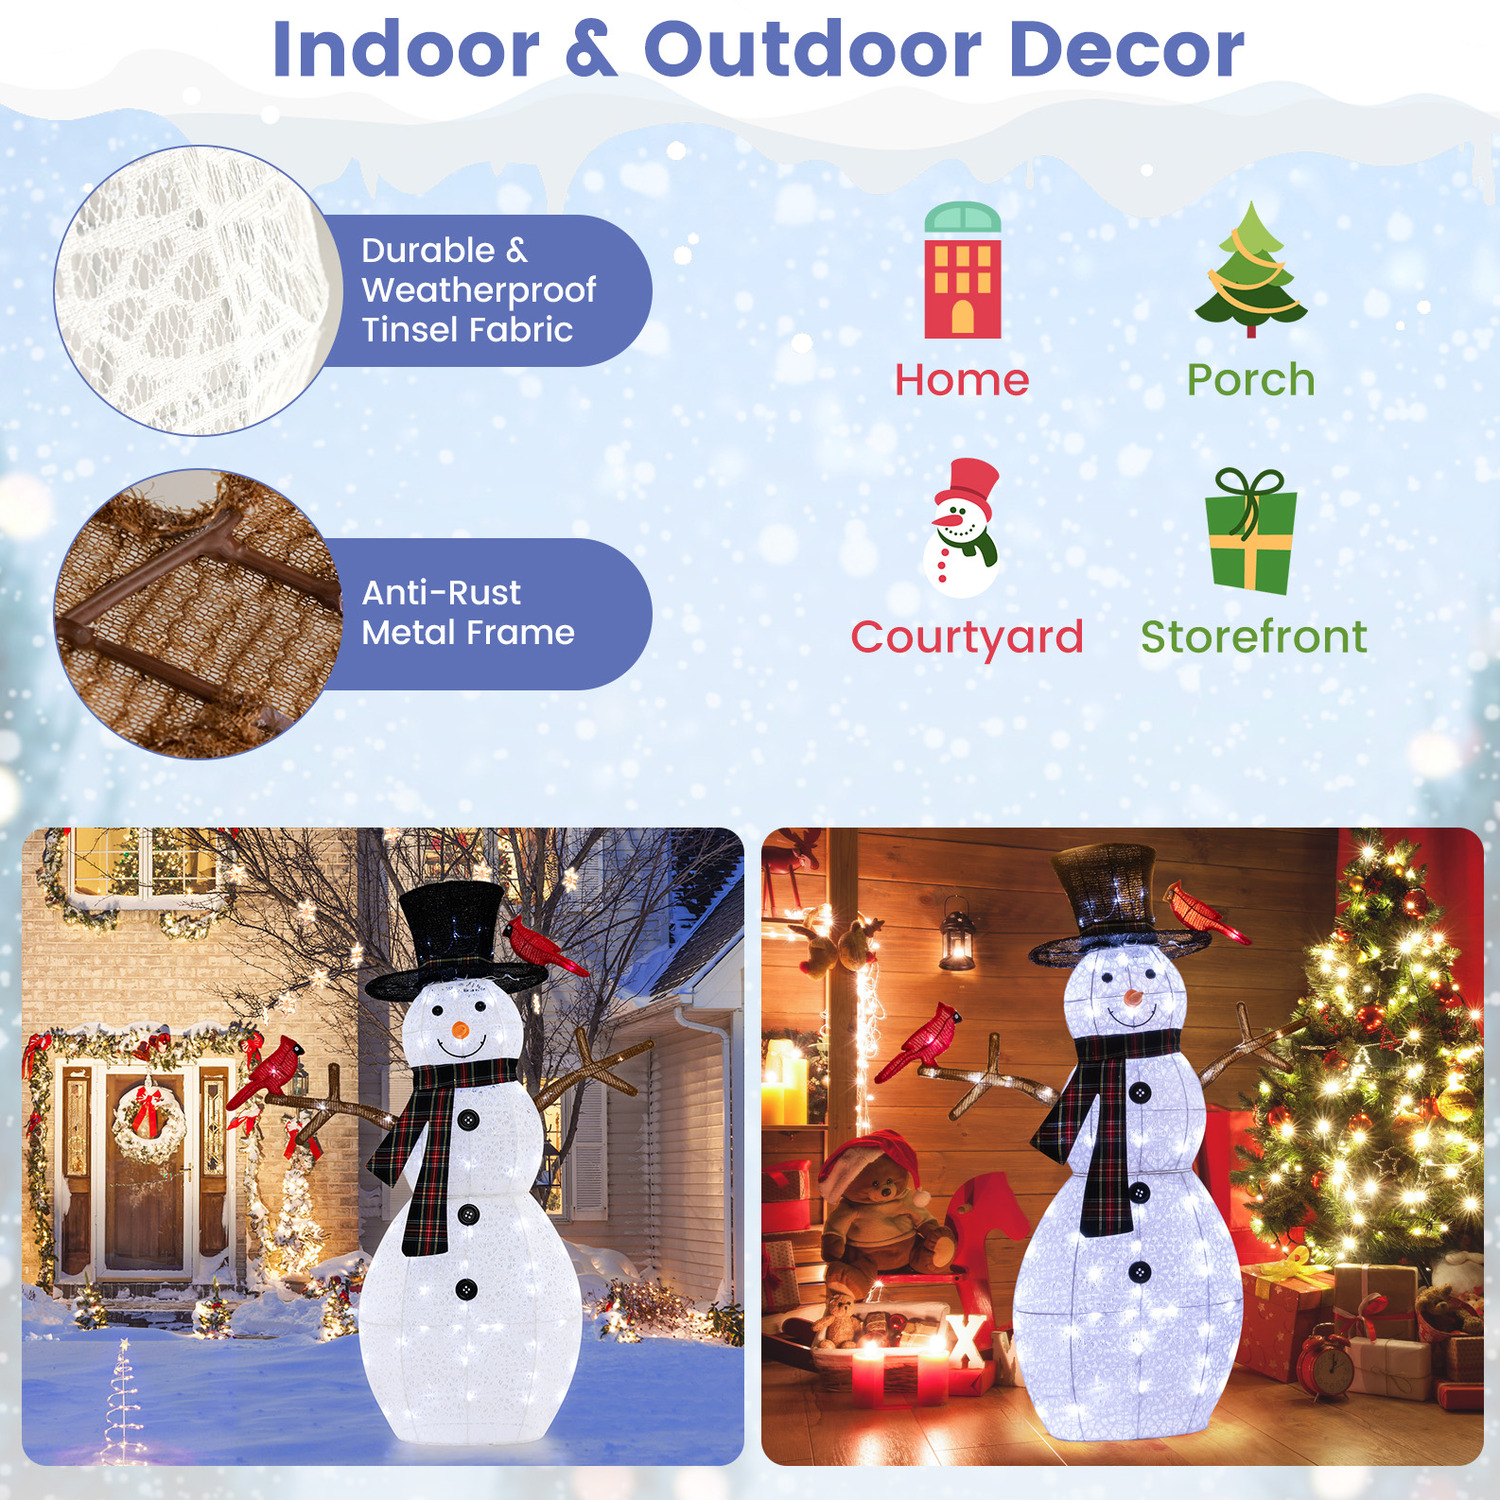 Indoor & Outdoor Decor
Durable &
Weatherproof
Tinsel Fabric
Anti-Rust
Metal Frame
Home
Porch
Courtyard
Storefront
X